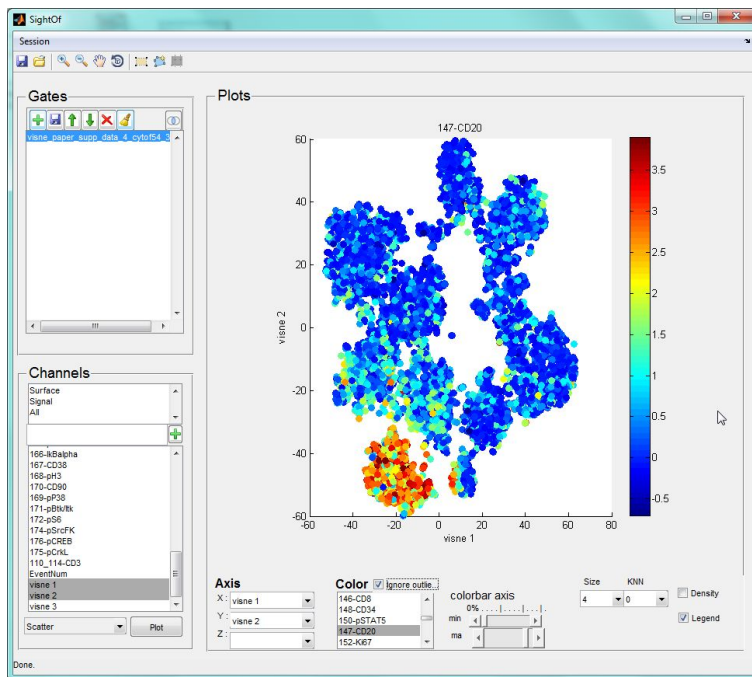 SightOf
Session
Gates
visne_paper_supp_data_4_cytof54_3
Channels
Surface
Signal
All
166-IkBalpha
167-CD38
168-pH3
170-CD90
169-pP38
171-pBtk/Itk
172-pS6
174-pSrcFK
176-pCREB
175-pCrkL
110_114-CD3
EventNum
visne 1
visne 2
visne 3
Scatter
Plot
Done.
Plots
147-CD20
60
40
20
0
-20
-40
-60
visne 2
-60 -40 -20 0 20 40 60 80
visne 1
3.5
3
2.5
2
1.5
1
0.5
0
-0.5
Axis
X : visne 1
Y : visne 2
Z :
Color Ignore outlie..
146-CD8
148-CD34
150-pSTAT5
147-CD20
152-Ki67
colorbar axis
0%....|....|...|.
min
ma
Size KNN
4 0
Density
Legend